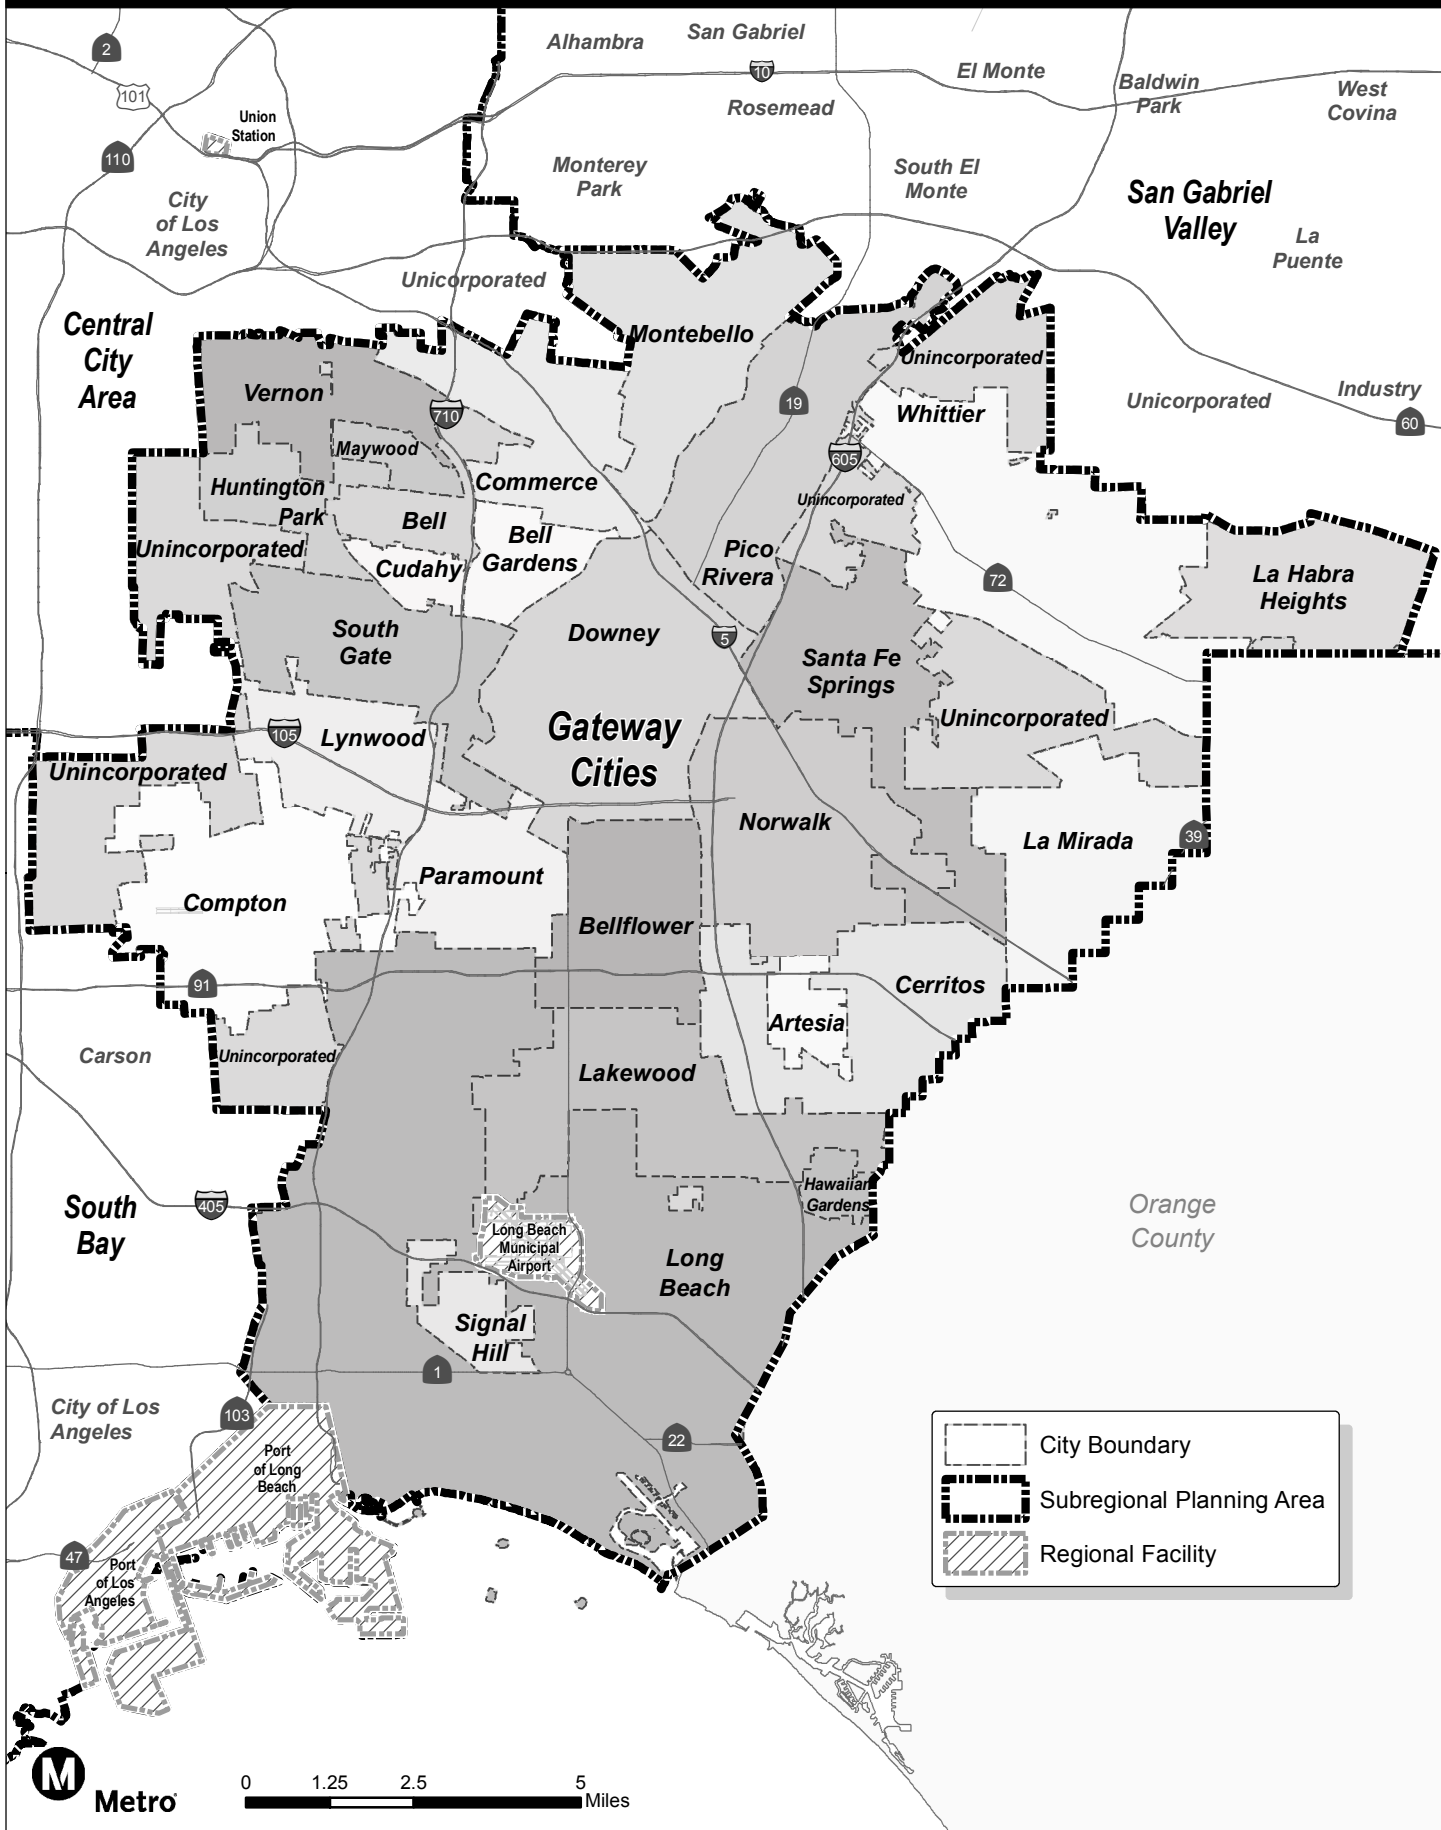 2
101
110
Union
Station
Alhambra
San Gabriel
10
El Monte
Baldwin
Park
West
Covina
Rosemead
Monterey
Park
South El
Monte
San Gabriel
Valley
La
Puente
City
of Los
Angeles
Unicorporated
Central
City
Area
Montebello
Unincorporated
Vernon
710
19
Whittier
Unicorporated
Industry
60
Maywood
605
Huntington
Park
Commerce
Unincorporated
Bell
Bell
Gardens
Unincorporated
Cudahy
Pico
Rivera
72
La Habra
Heights
South
Gate
Downey
5
Santa Fe
Springs
Gateway
Cities
Unincorporated
105
Lynwood
Unincorporated
Norwalk
La Mirada
39
Paramount
Compton
Bellflower
91
Cerritos
Artesia
Carson
Unincorporated
Lakewood
South
Bay
405
Hawaiian
Gardens
Orange
County
Long Beach
Municipal
Airport
Long
Beach
Signal
Hill
1
City of Los
Angeles
103
22
Port
of Long
Beach
47
Port
of Los
Angeles
City Boundary
Subregional Planning Area
Regional Facility
M
Metro
0 1.25 2.5 5
Miles